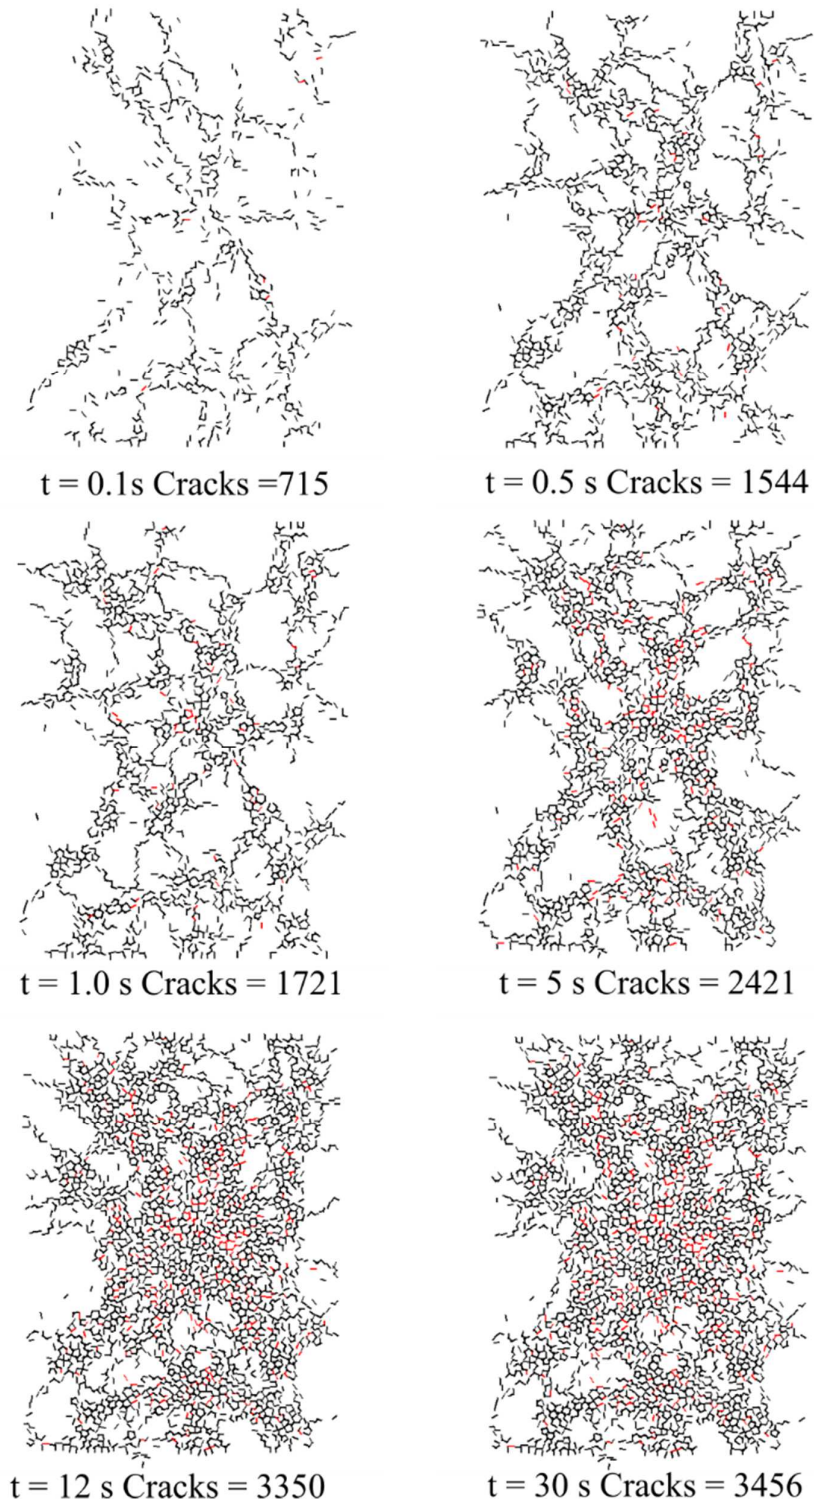 t = 0.1s Cracks =715
t = 0.5 s Cracks = 1544
t = 1.0 s Cracks = 1721
t = 5 s Cracks = 2421
t = 12 s Cracks = 3350
t = 30 s Cracks = 3456